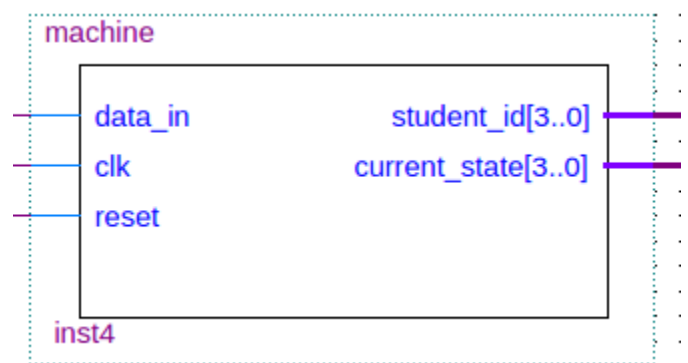 machine
data_in student_id[3..0]
clk current_state[3..0]
reset
inst4